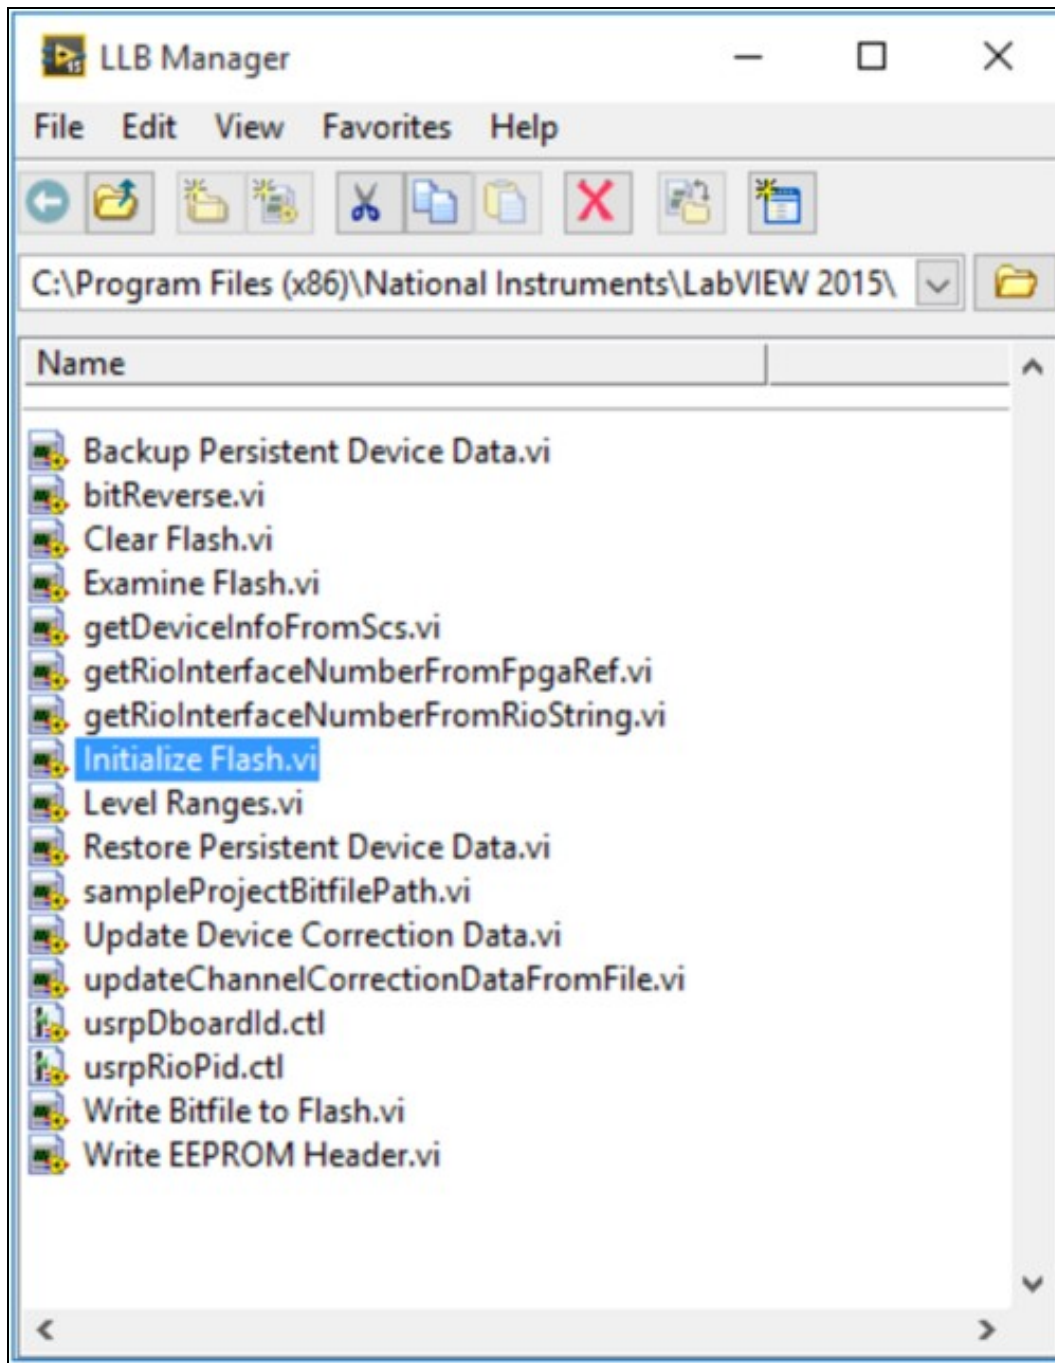 LLB Manager
File Edit View Favorites Help
C:\Program Files (x86)\National Instruments\LabVIEW 2015\
Name
Backup Persistent Device Data.vi
bitReverse.vi
Clear Flash.vi
Examine Flash.vi
getDeviceInfoFromScs.vi
getRioInterfaceNumberFromFpgaRef.vi
getRioInterfaceNumberFromRioString.vi
Initialize Flash.vi
Level Ranges.vi
Restore Persistent Device Data.vi
sampleProjectBitfilePath.vi
Update Device Correction Data.vi
updateChannelCorrectionDataFromFile.vi
usrpDboardId.ctl
usrpRioPid.ctl
Write Bitfile to Flash.vi
Write EEPROM Header.vi